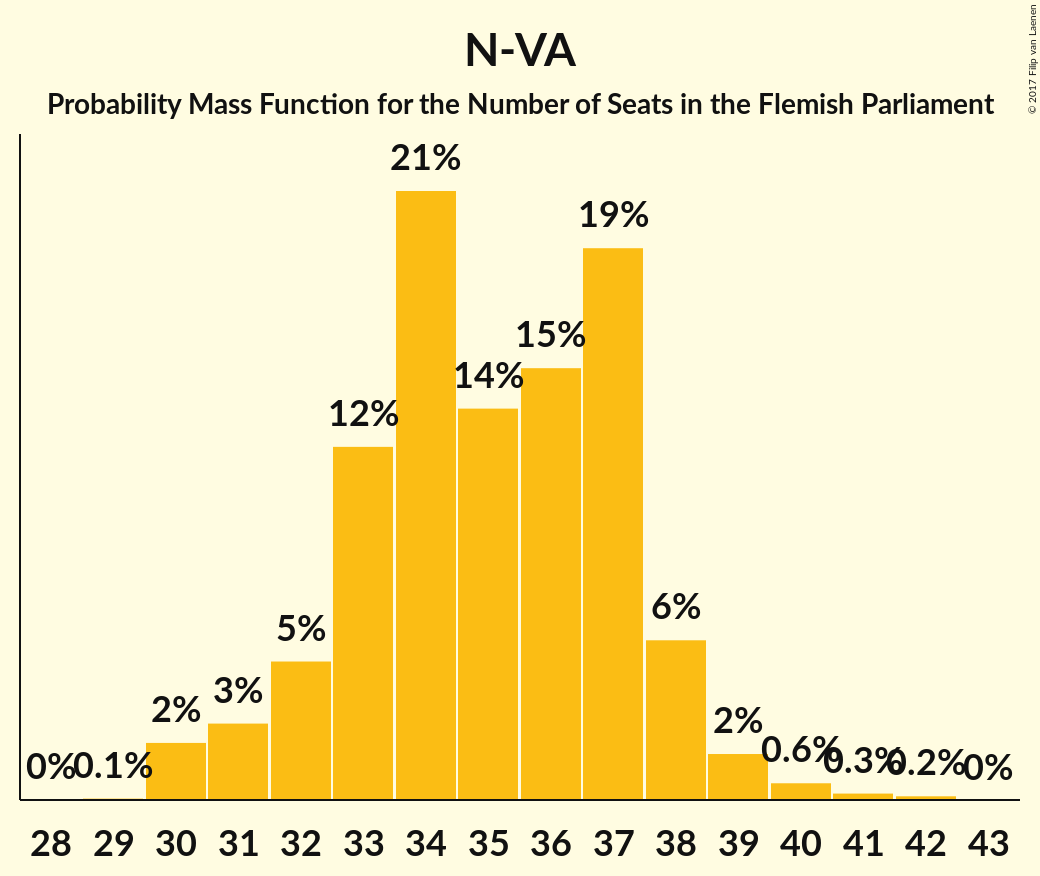 N-VA
Probability Mass Function for the Number of Seats in the Flemish Parliament
© 2017 Filip van Laenen
21%
19%
15%
14%
12%
6%
5%
3%
2%
2%
0% 0.1% 0.6% 0.3% 0.2% 0%
28 29 30 31 32 33 34 35 36 37 38 39 40 41 42 43